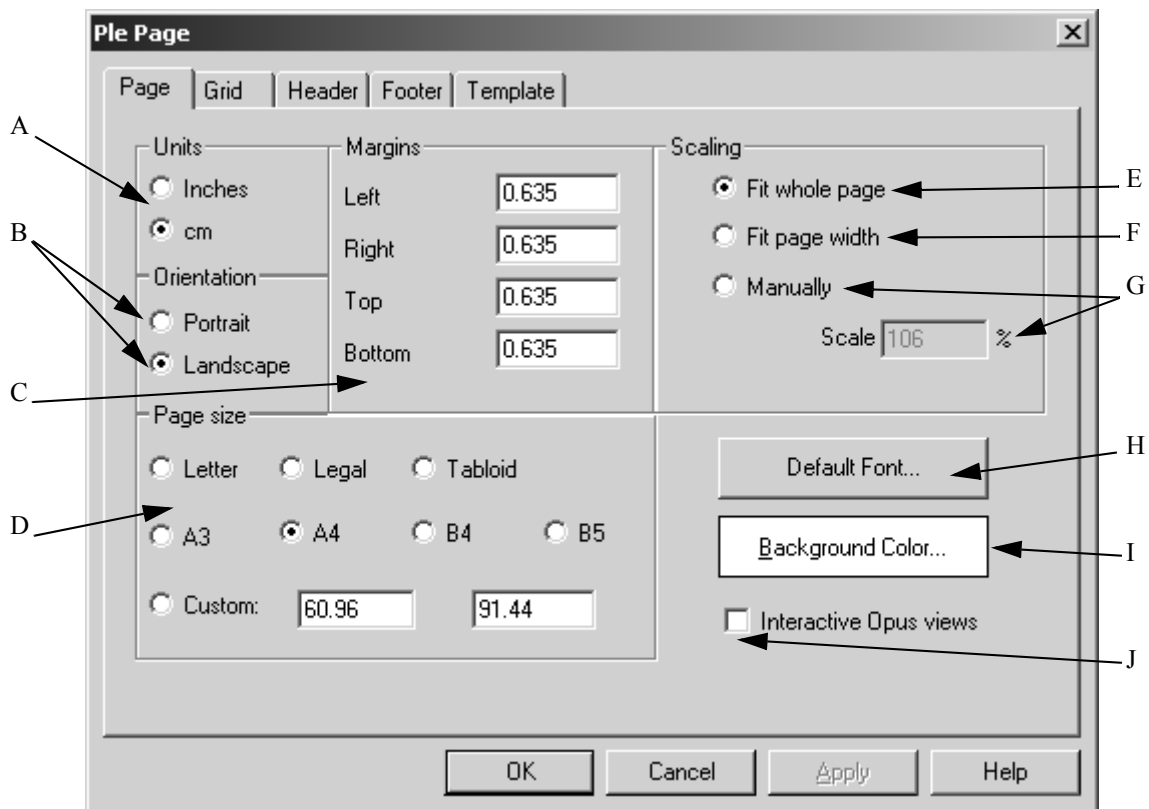 Ple Page
Page Grid Header Footer Template
A
Units Margins Scaling
Inches Left 0.635 Fit whole page E
cm Right 0.635 Fit page width F
B
Orientation Top 0.635 Manually G
Portrait Bottom 0.635 Scale 106 %
Landscape
C
Page size
Letter Legal Tabloid Default Font... H
D
A3 A4 B4 B5 Background Color... I
Custom: 60.96 91.44 Interactive Opus views
J
OK Cancel Apply Help